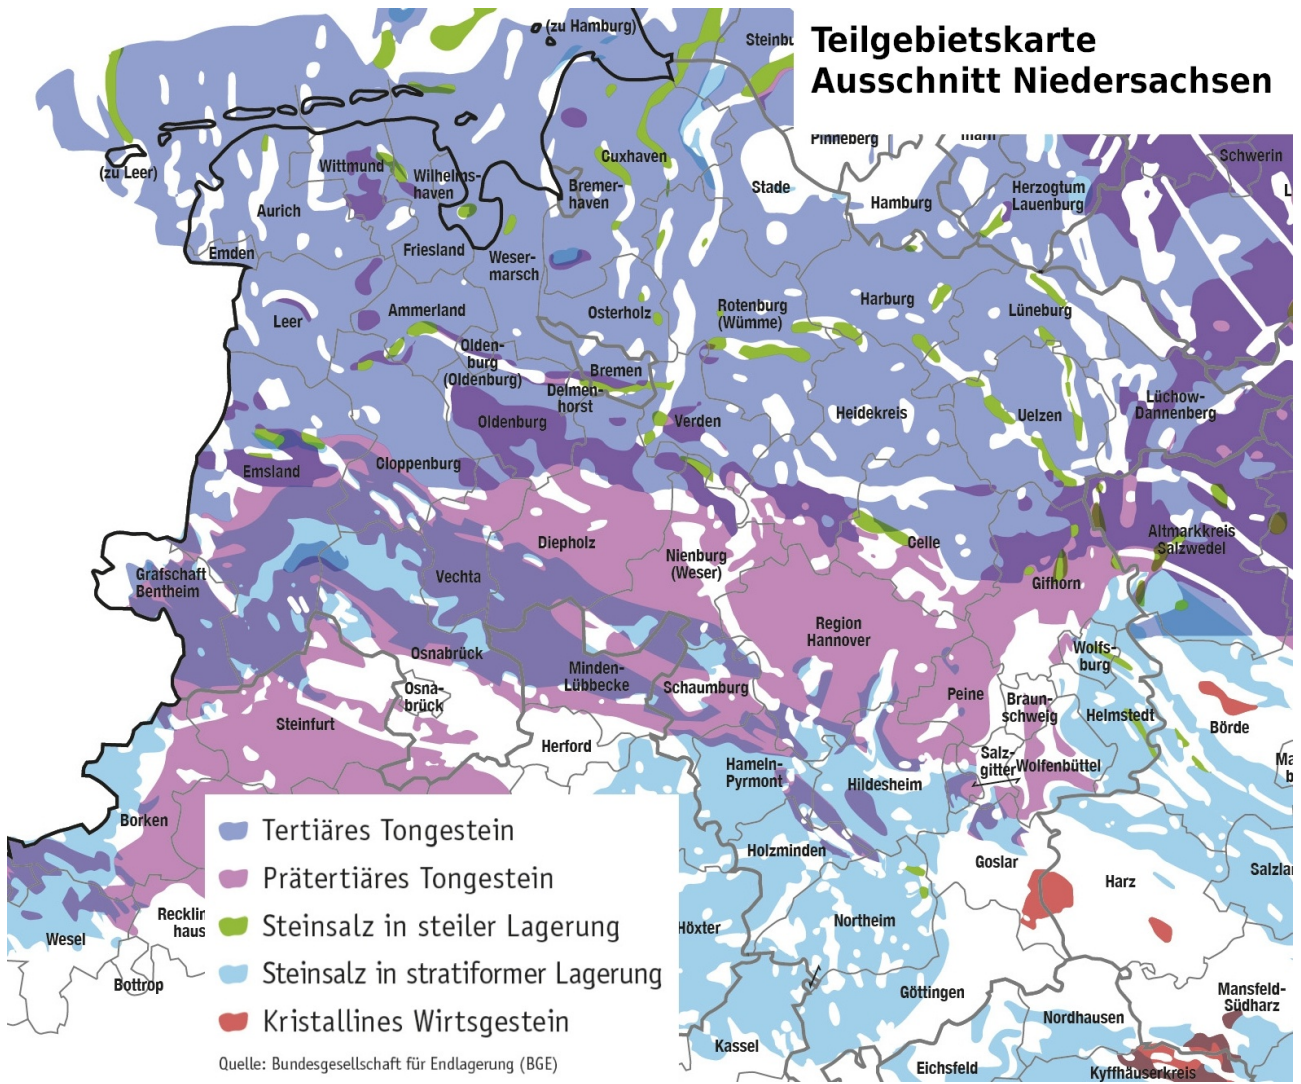 Teilgebietskarte
Ausschnitt Niedersachsen
(zu Hamburg)
Pinneberg
Schwerin
(zu Leer)
Wittmund
Wilhelms-
haven
Cuxhaven
Bremer-
haven
Stade
Hamburg
Herzogtum
Lauenburg
Aurich
Emden
Friesland
Weser-
marsch
Leer
Ammerland
Osterholz
Rotenburg
(Wümme)
Harburg
Lüneburg
Olden-
burg
(Oldenburg)
Bremen
Delmen-
horst
Oldenburg
Verden
Heidekreis
Uelzen
Lüchow-
Dannenberg
Emsland
Cloppenburg
Diepholz
Nienburg
(Weser)
Celle
Altmarkkreis
Salzwedel
Grafschaft
Bentheim
Vechta
Gifhorn
Region
Hannover
Osnabrück
Minden-
Lübbecke
Schaumburg
Wolfs-
burg
Osna-
brück
Peine
Braun-
schweig
Helmstedt
Börde
Steinfurt
Herford
Salz-
gitter
Wolfenbüttel
Hameln-
Pyrmont
Hildesheim
Borken
Holzminden
Goslar
Harz
Wesel
Bottrop
Höxter
Northeim
Göttingen
Mansfeld-
Südharz
Nordhausen
Kassel
Eichsfeld
Kyffhäuserkreis
Tertiäres Tongestein
Prätertiäres Tongestein
Steinsalz in steiler Lagerung
Steinsalz in stratiformer Lagerung
Kristallines Wirtsgestein
Quelle: Bundesgesellschaft für Endlagerung (BGE)